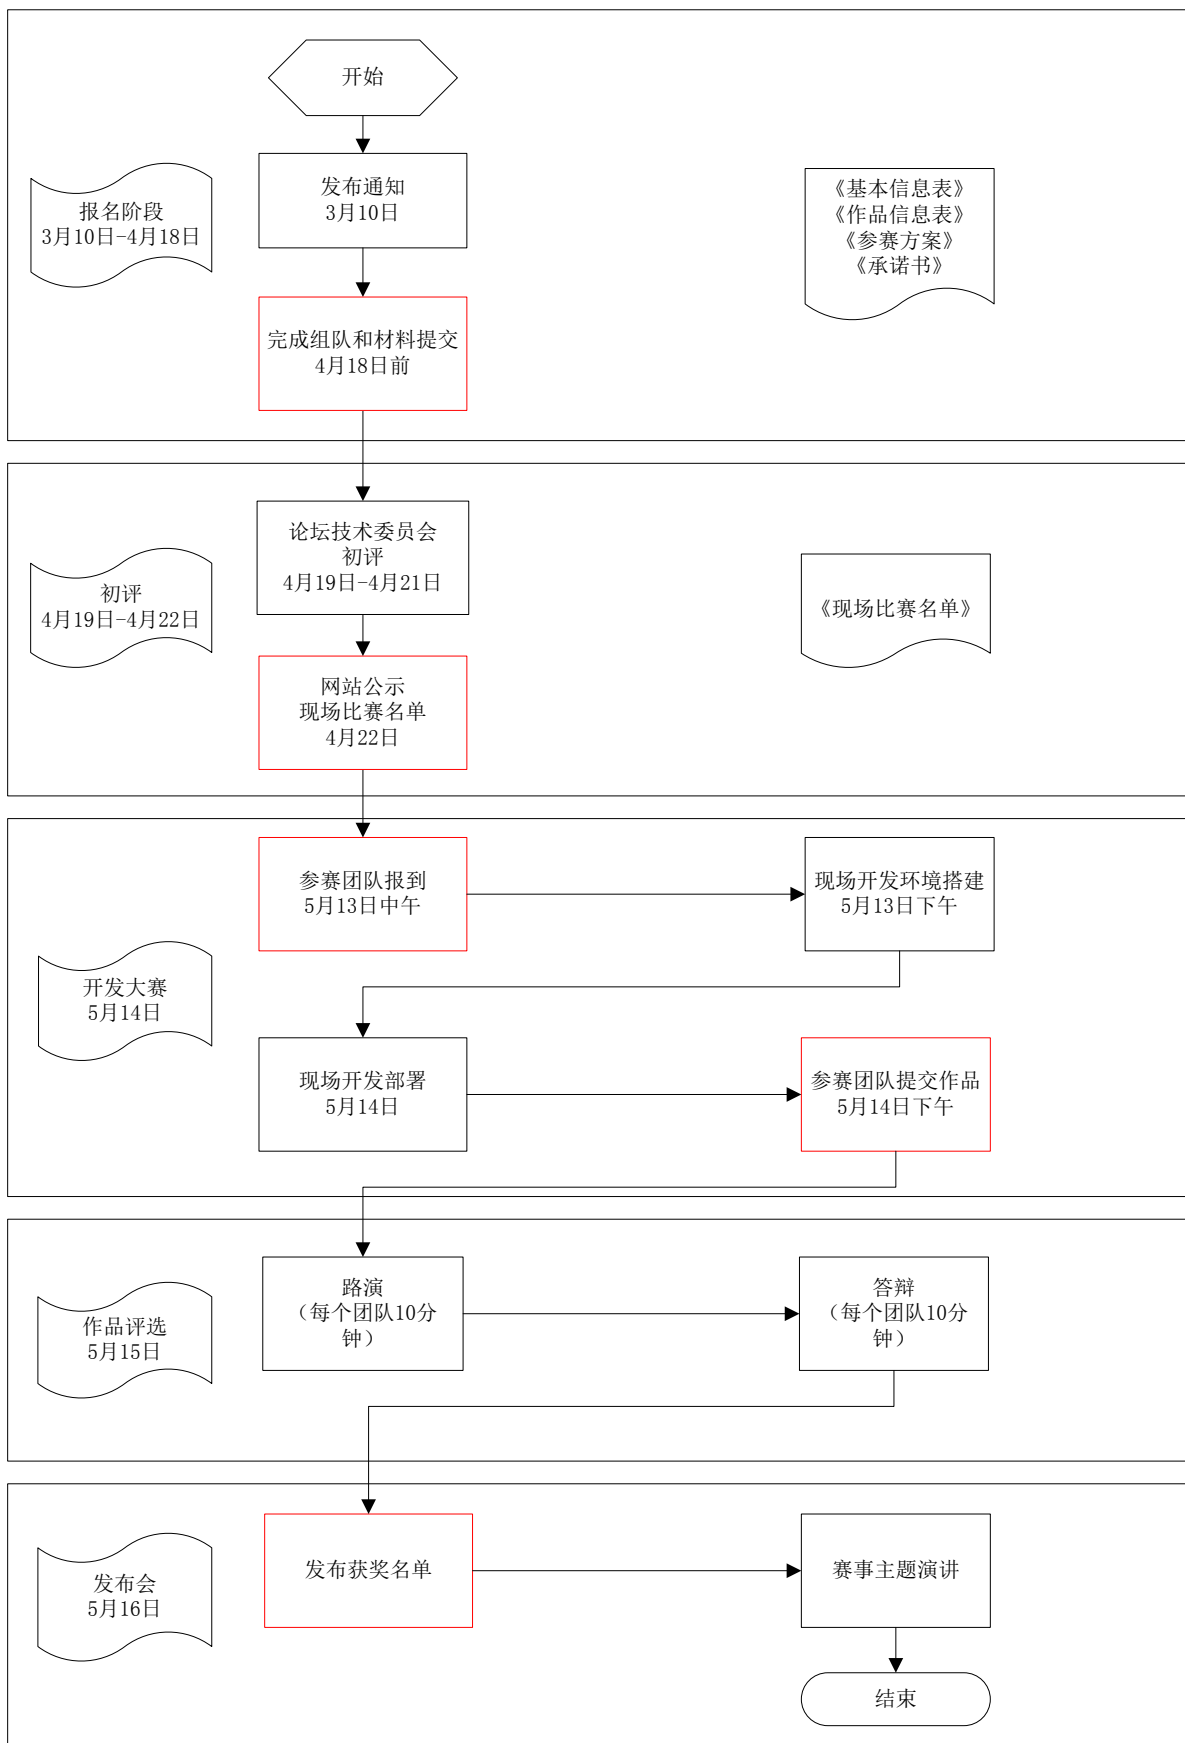 开始
发布通知
3月10日
报名阶段
3月10日-4月18日
《基本信息表》
《作品信息表》
《参赛方案》
《承诺书》
完成组队和材料提交
4月18日前
论坛技术委员会
初评
4月19日-4月21日
初评
4月19日-4月22日
《现场比赛名单》
网站公示
现场比赛名单
4月22日
参赛团队报到
5月13日中午
现场开发环境搭建
5月13日下午
开发大赛
5月14日
现场开发部署
5月14日
参赛团队提交作品
5月14日下午
作品评选
5月15日
路演
（每个团队10分
钟）
答辩
（每个团队10分
钟）
发布会
5月16日
发布获奖名单
赛事主题演讲
结束